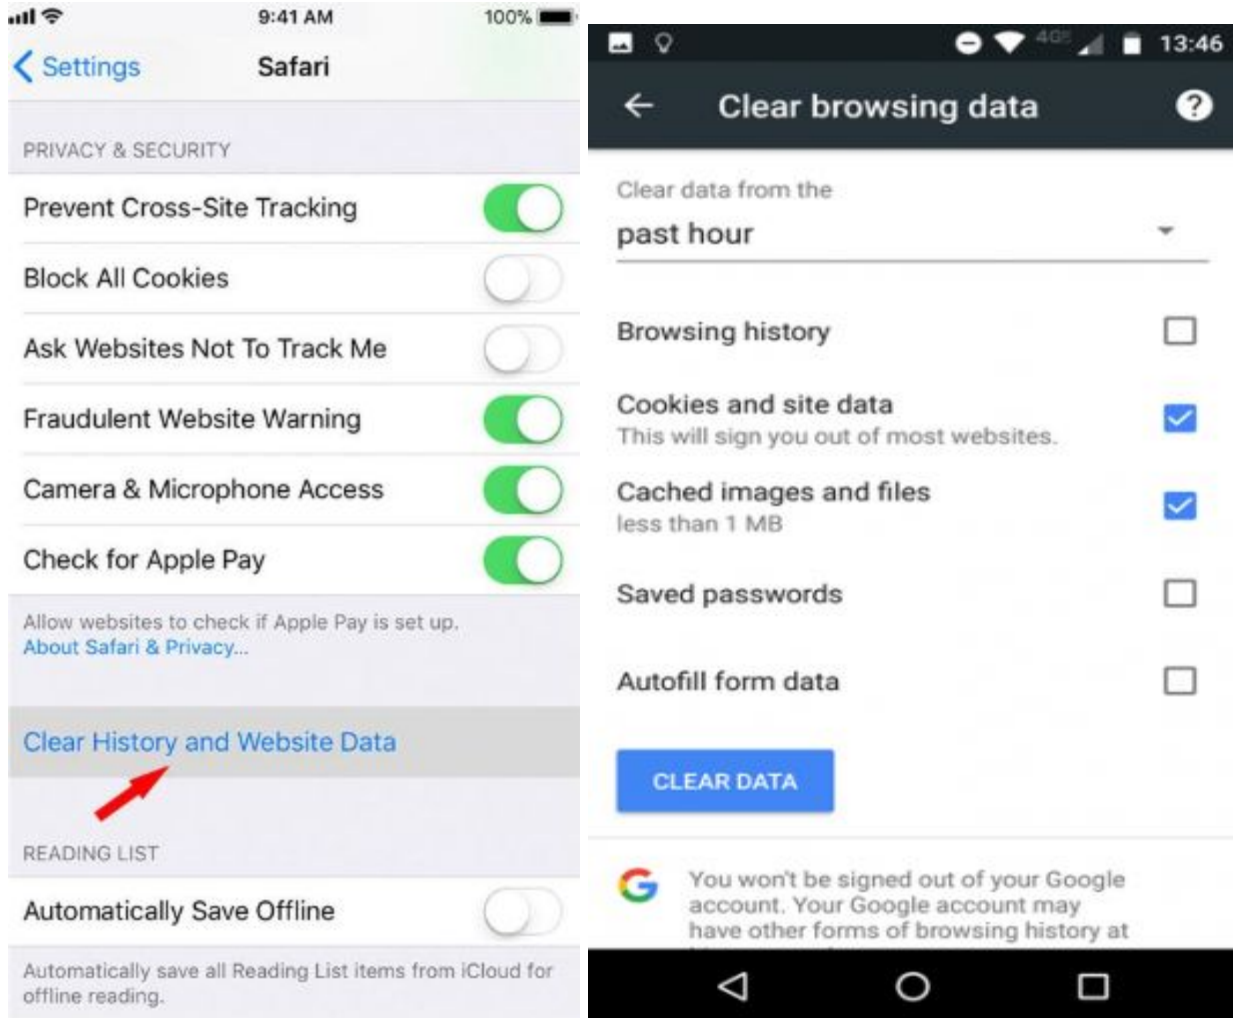 9:41 AM
100%
Settings
Safari
PRIVACY & SECURITY
Prevent Cross-Site Tracking
Block All Cookies
Ask Websites Not To Track Me
Fraudulent Website Warning
Camera & Microphone Access
Check for Apple Pay
Allow websites to check if Apple Pay is set up.
About Safari & Privacy...
Clear History and Website Data
READING LIST
Automatically Save Offline
Automatically save all Reading List items from iCloud for
offline reading.
13:46
Clear browsing data
?
Clear data from the
past hour
Browsing history
Cookies and site data
This will sign you out of most websites.
Cached images and files
less than 1 MB
Saved passwords
Autofill form data
CLEAR DATA
G
You won't be signed out of your Google
account. Your Google account may
have other forms of browsing history at